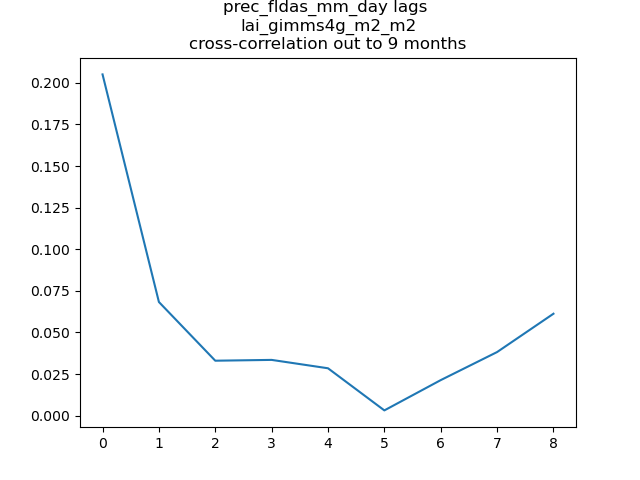 prec_fldas_mm_day lags
lai_gimms4g_m2_m2
cross-correlation out to 9 months
0.200
0.175
0.150
0.125
0.100
0.075
0.050
0.025
0.000
0 1 2 3 4 5 6 7 8